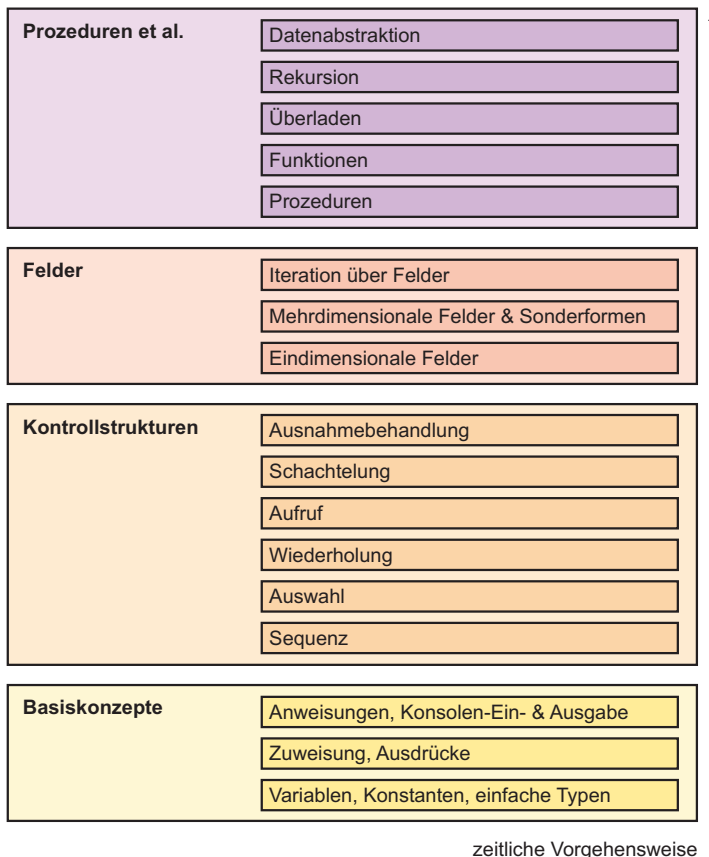 Prozeduren et al.
Datenabstraktion
Rekursion
Überladen
Funktionen
Prozeduren
Felder
Iteration über Felder
Mehrdimensionale Felder & Sonderformen
Eindimensionale Felder
Kontrollstrukturen
Ausnahmebehandlung
Schachtelung
Aufruf
Wiederholung
Auswahl
Sequenz
Basiskonzepte
Anweisungen, Konsolen-Ein- & Ausgabe
Zuweisung, Ausdrücke
Variablen, Konstanten, einfache Typen
zeitliche Vorgehensweise